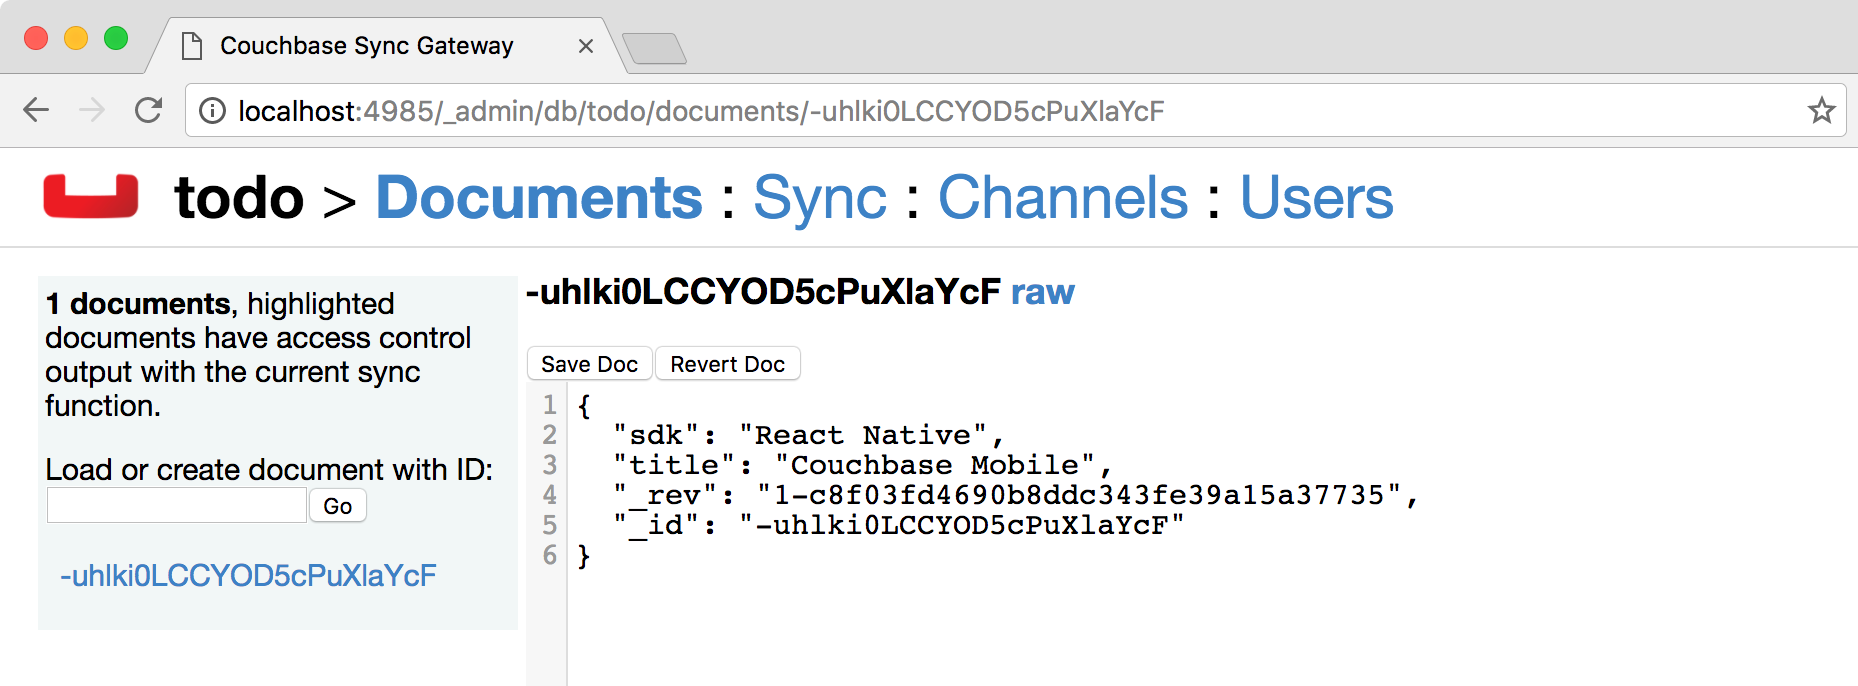 Couchbase Sync Gateway
localhost:4985/_admin/db/todo/documents/-uhlki0LCCYOD5cPuXlaYcF
todo > Documents : Sync : Channels : Users
1 documents, highlighted
documents have access control
output with the current sync
function.
Load or create document with ID:
Go
-uhlki0LCCYOD5cPuXlaYcF
-uhlki0LCCYOD5cPuXlaYcF raw
Save Doc Revert Doc
1 {
2 "sdk": "React Native",
3 "title": "Couchbase Mobile",
4 "_rev": "1-c8f03fd4690b8ddc343fe39a15a37735",
5 "_id": "-uhlki0LCCYOD5cPuXlaYcF"
6 }